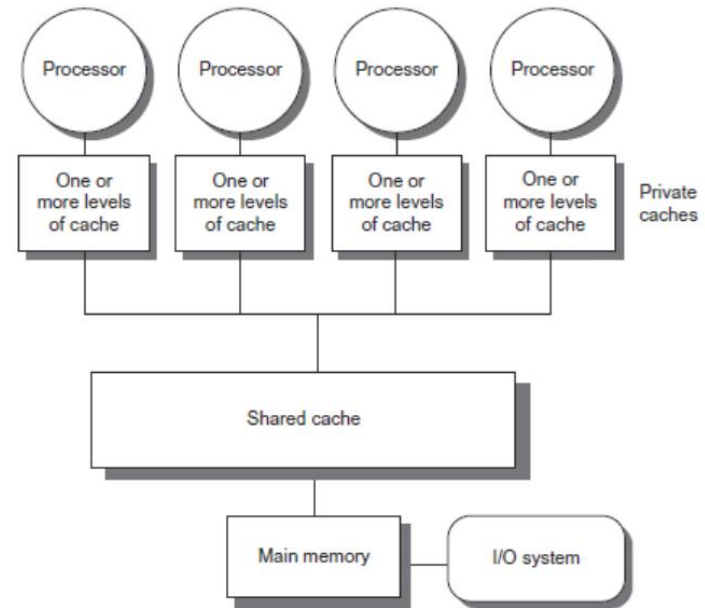 Processor
Processor
Processor
Processor
One or
more levels
of cache
One or
more levels
of cache
One or
more levels
of cache
One or
more levels
of cache
Private
caches
Shared cache
Main memory
I/O system